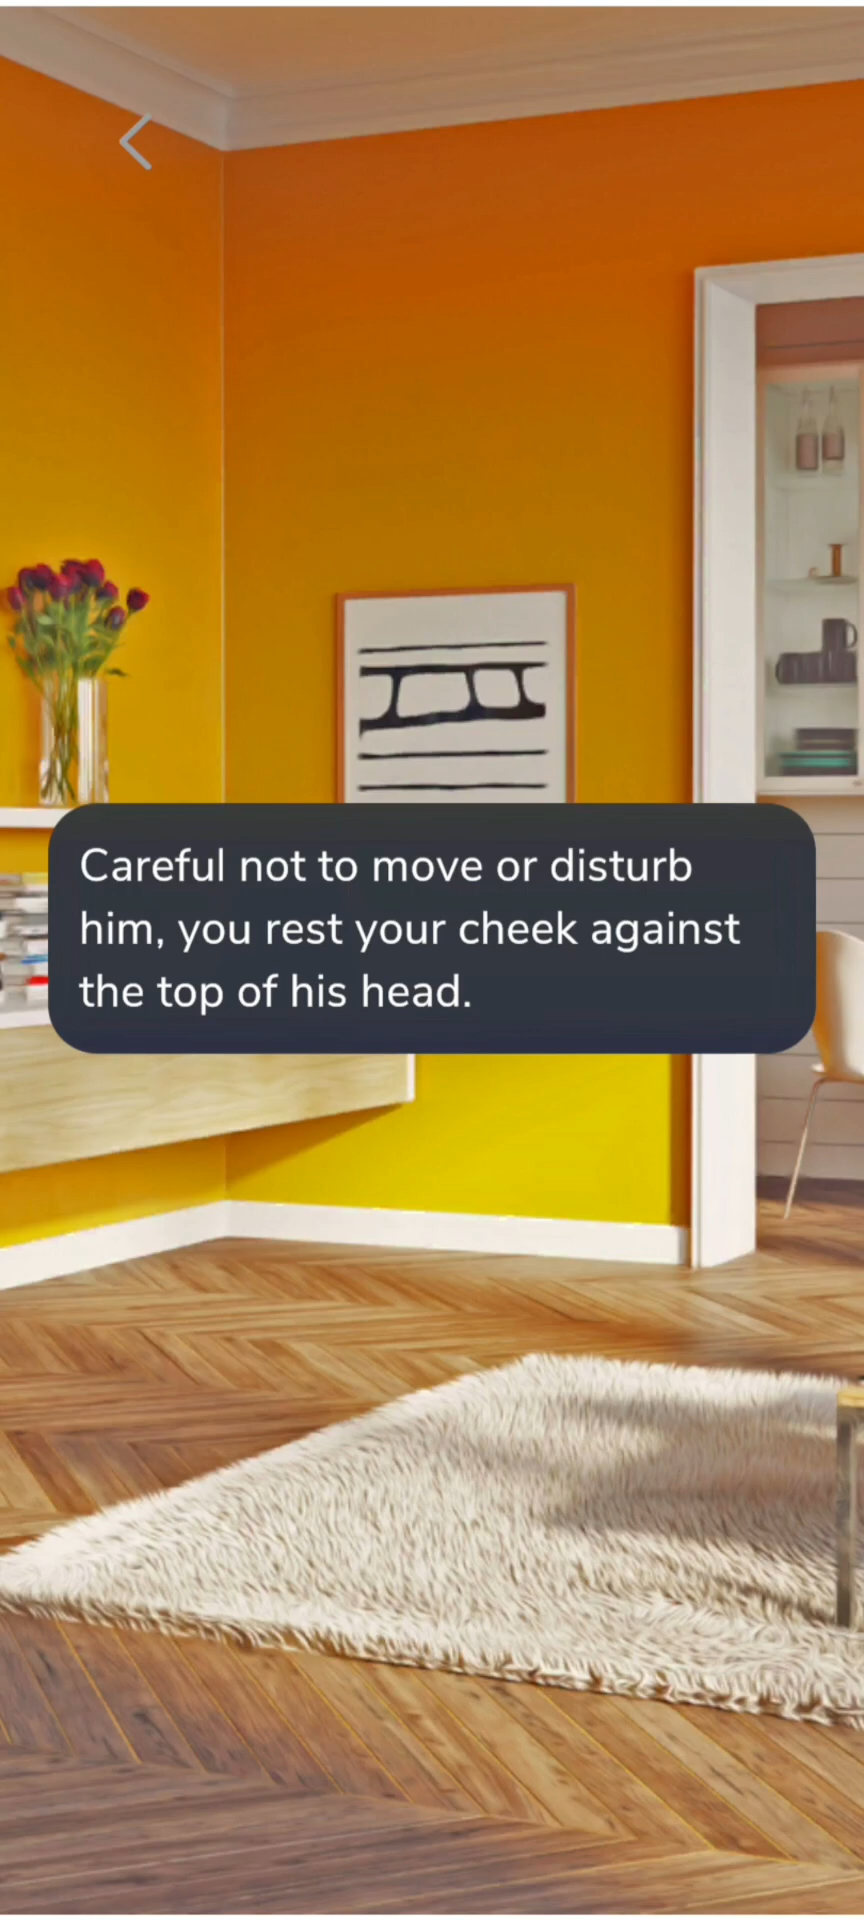 Careful not to move or disturb
him, you rest your cheek against
the top of his head.